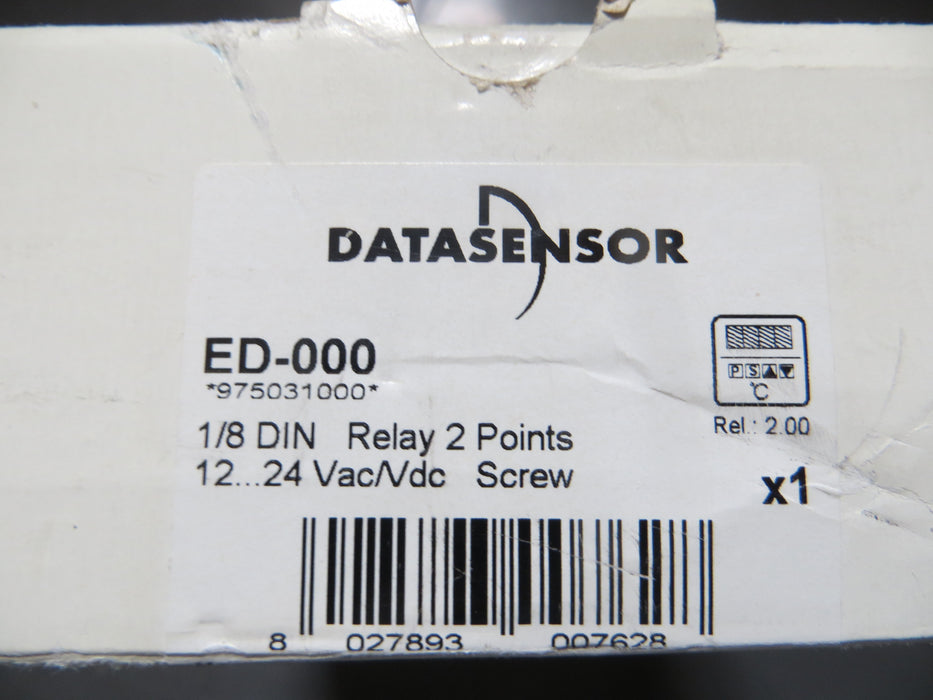 DATASENSOR
ED-000
*975031000*
1/8 DIN Relay 2 Points
12...24 Vac/Vdc Screw
P S
°C
Rel.: 2.00
x1
8 027893 007628